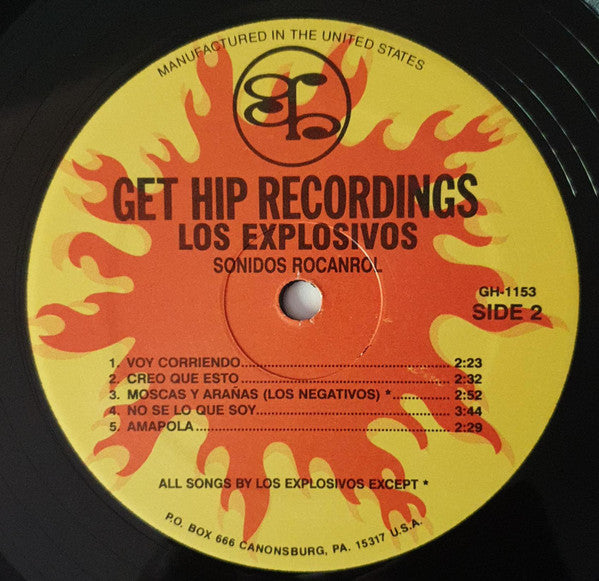 MANUFACTURED IN THE UNITED STATES
GET HIP RECORDINGS
LOS EXPLOSIVOS
SONIDOS ROCANROL
GH-1153
SIDE 2
1. VOY CORRIENDO........................................................ 2:23
2. CREO QUE ESTO........................................................ 2:32
3. MOSCAS Y ARAÑAS (LOS NEGATIVOS) *................ 2:52
4. NO SE LO QUE SOY.................................................. 3:44
5. AMAPOLA.................................................................. 2:29
ALL SONGS BY LOS EXPLOSIVOS EXCEPT *
P.O. BOX 666 CANONSBURG, PA. 15317 U.S.A.